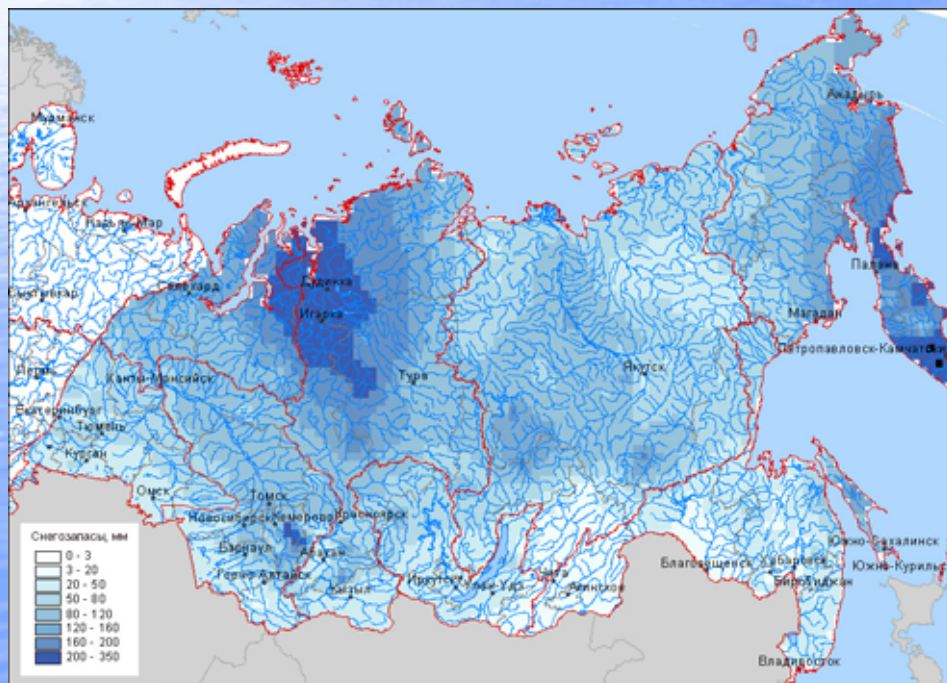 Мурманск
Анадырь
Архангельск
Нарьян-Мар
Сыктывкар
Салехард
Дудинка
Игарка
Палана
Магадан
Петропавловск-Камчатский
Пермь
Ханты-Мансийск
Тура
Якутск
Екатеринбург
Тюмень
Курган
Омск
Томск
Новосибирск
Кемерово
Красноярск
Барнаул
Абакан
Горно-Алтайск
Кызыл
Иркутск
Улан-Удэ
Чита
Агинское
Благовещенск
Хабаровск
Биробиджан
Южно-Сахалинск
Южно-Курильск
Владивосток
Снегозапасы, мм
0 - 3
3 - 20
20 - 50
50 - 80
80 - 120
120 - 160
160 - 200
200 - 350